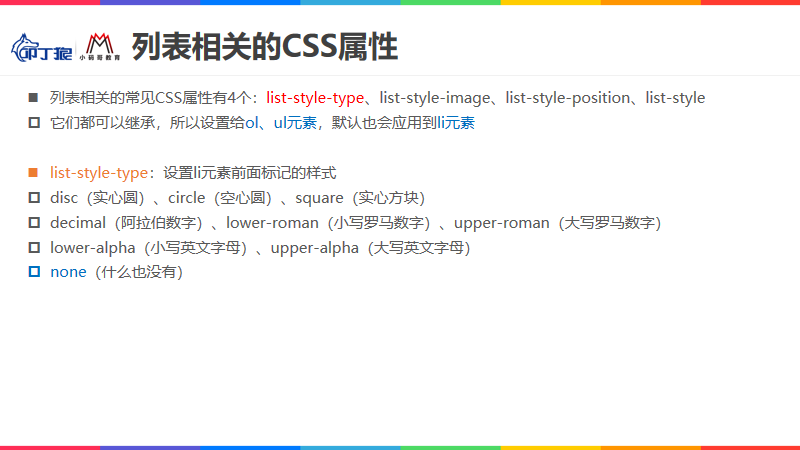 叩丁狼
小码哥教育
列表相关的CSS属性
列表相关的常见CSS属性有4个：list-style-type、list-style-image、list-style-position、list-style
它们都可以继承，所以设置给ol、ul元素，默认也会应用到li元素
list-style-type：设置li元素前面标记的样式
disc（实心圆）、circle（空心圆）、square（实心方块）
decimal（阿拉伯数字）、lower-roman（小写罗马数字）、upper-roman（大写罗马数字）
lower-alpha（小写英文字母）、upper-alpha（大写英文字母）
none（什么也没有）